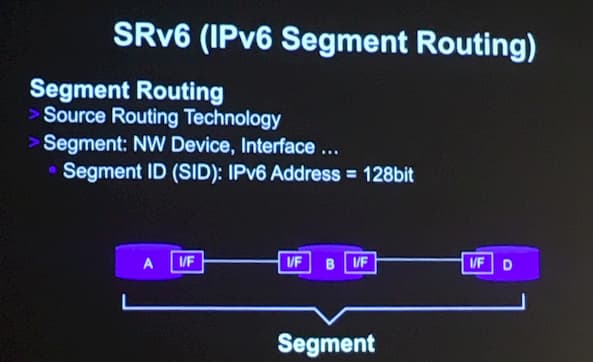 SRv6 (IPv6 Segment Routing)
Segment Routing
> Source Routing Technology
> Segment: NW Device, Interface ...
• Segment ID (SID): IPv6 Address = 128bit
A I/F I/F B I/F I/F D
Segment